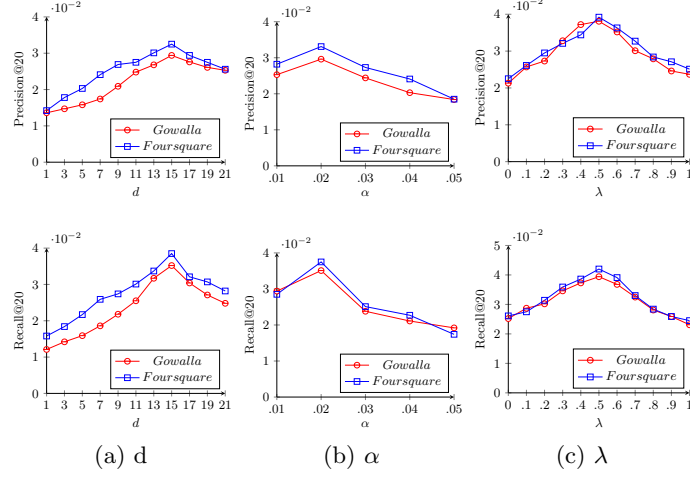 ·10⁻²
4
3
2
1
0
Precision@20
1 3 5 7 9 11 13 15 17 19 21
d
Gowalla
Foursquare
·10⁻²
4
2
0
Precision@20
.01 .02 .03 .04 .05
α
Gowalla
Foursquare
·10⁻²
4
3
2
1
0
Precision@20
0 .1 .2 .3 .4 .5 .6 .7 .8 .9 1
λ
Gowalla
Foursquare
·10⁻²
4
3
2
1
0
Recall@20
1 3 5 7 9 11 13 15 17 19 21
d
Gowalla
Foursquare
·10⁻²
4
3
2
1
0
Recall@20
.01 .02 .03 .04 .05
α
Gowalla
Foursquare
·10⁻²
5
4
3
2
1
0
Recall@20
0 .1 .2 .3 .4 .5 .6 .7 .8 .9 1
λ
Gowalla
Foursquare
(a) d
(b) α
(c) λ